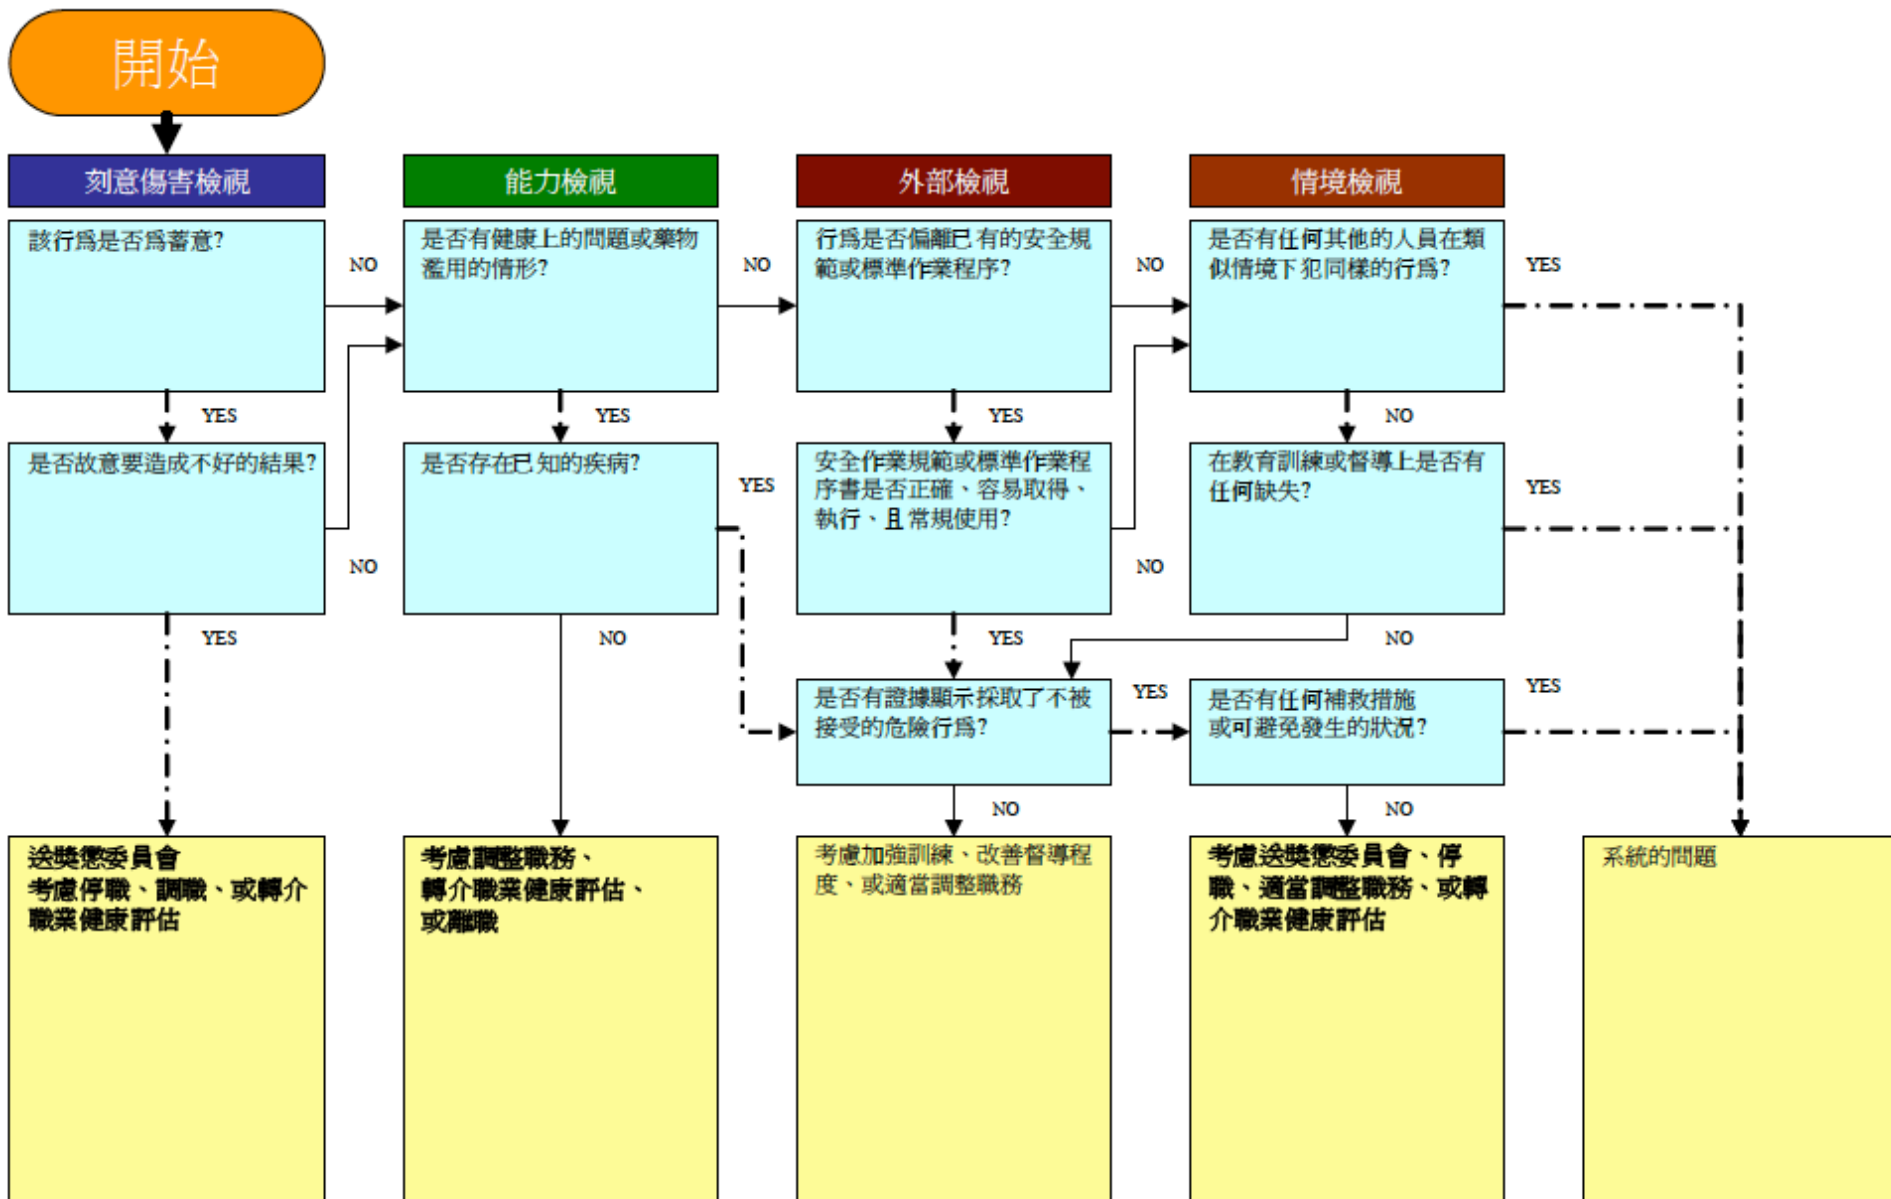 開始
刻意傷害檢視
能力檢視
外部檢視
情境檢視
該行爲是否爲蓄意?
NO
是否有健康上的問題或藥物
濫用的情形?
NO
行爲是否偏離已有的安全規
範或標準作業程序?
NO
是否有任何其他的人員在類
似情境下犯同樣的行爲?
YES
YES
YES
YES
NO
是否故意要造成不好的結果?
NO
是否存在已知的疾病?
YES
安全作業規範或標準作業程
序書是否正確、容易取得、
執行、且常規使用?
NO
在教育訓練或督導上是否有
任何缺失?
YES
YES
NO
YES
NO
是否有證據顯示採取了不被
接受的危險行爲?
YES
是否有任何補救措施
或可避免發生的狀況?
YES
NO
NO
送獎懲委員會
考慮停職、調職、或轉介
職業健康評估
考慮調整職務、
轉介職業健康評估、
或離職
考慮加強訓練、改善督導程
度、或適當調整職務
考慮送獎懲委員會、停
職、適當調整職務、或轉
介職業健康評估
系統的問題